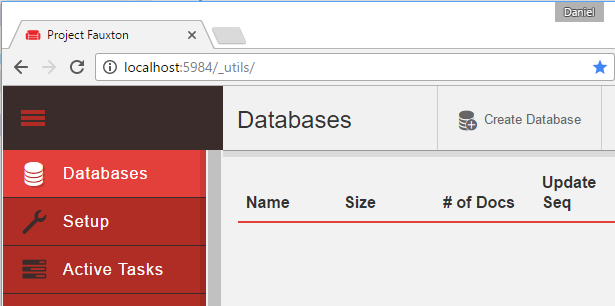 Daniel
Project Fauxton
localhost:5984/_utils/
Databases
Create Database
Databases
Setup
Active Tasks
Name Size # of Docs Update Seq